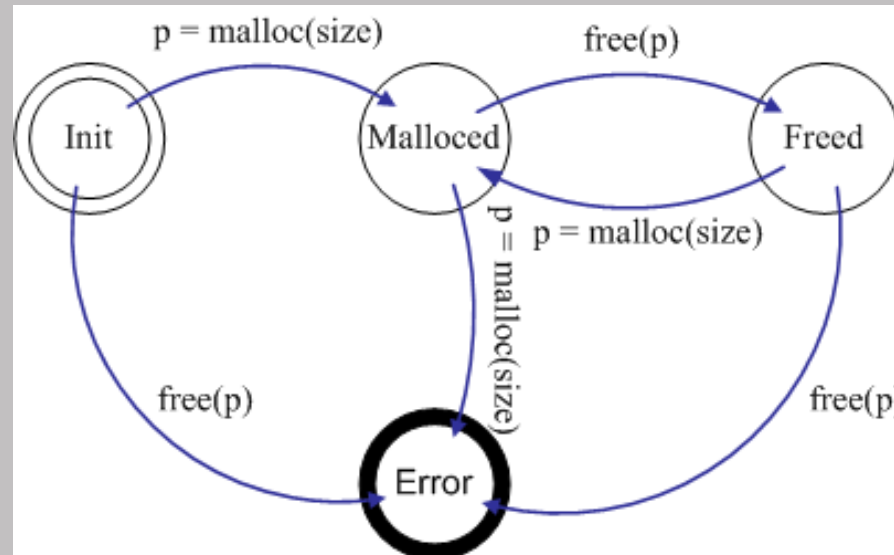 p = malloc(size)
free(p)
Init
Malloced
Freed
p = malloc(size)
p = malloc(size)
free(p)
free(p
Error